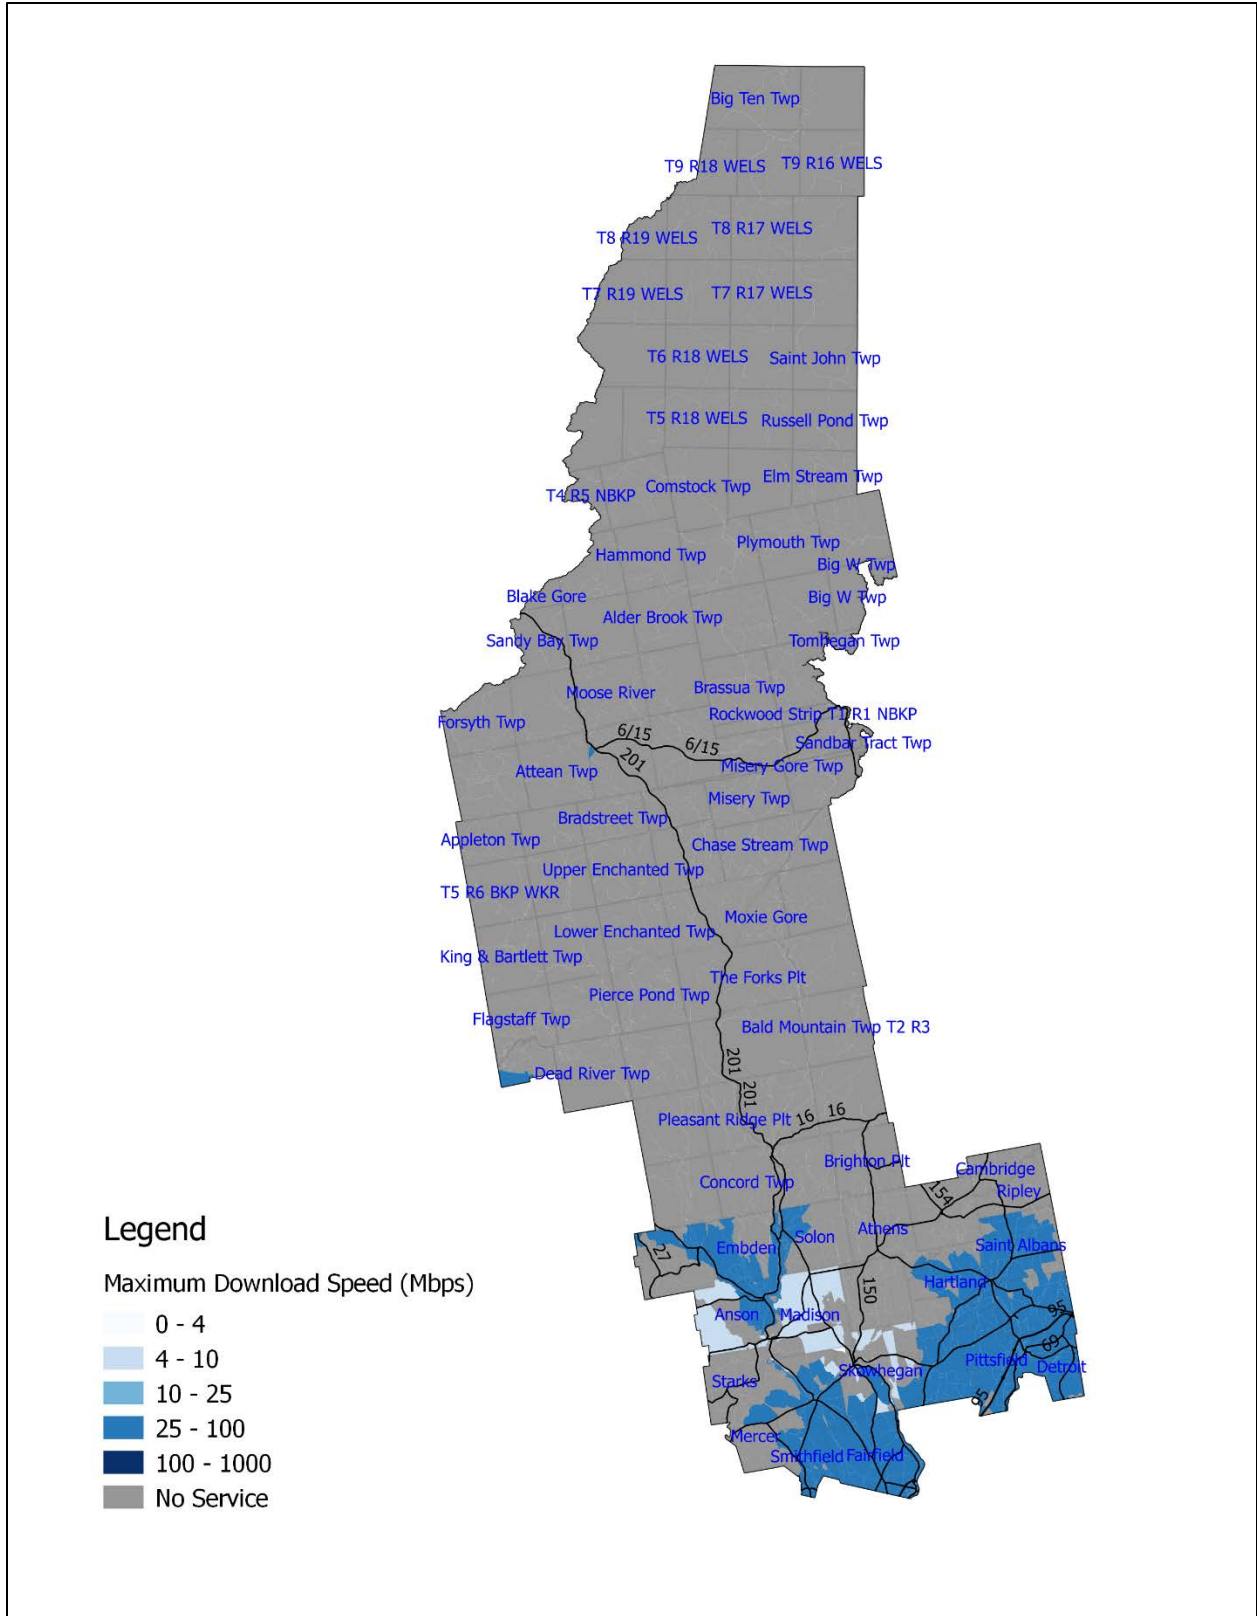 Big Ten Twp
T9 R18 WELS
T9 R16 WELS
T8 R19 WELS
T8 R17 WELS
T7 R19 WELS
T7 R17 WELS
T6 R18 WELS
Saint John Twp
T5 R18 WELS
Russell Pond Twp
Elm Stream Twp
Comstock Twp
T4 R5 NBKP
Plymouth Twp
Hammond Twp
Big W Twp
Blake Gore
Big W Twp
Alder Brook Twp
Sandy Bay Twp
Tomhegan Twp
Moose River
Brassua Twp
Rockwood Strip T1 R1 NBKP
Forsyth Twp
6/15
6/15
Sandbar Tract Twp
201
Attean Twp
Misery Gore Twp
Misery Twp
Bradstreet Twp
Appleton Twp
Chase Stream Twp
Upper Enchanted Twp
T5 R6 BKP WKR
Moxie Gore
Lower Enchanted Twp
King & Bartlett Twp
The Forks Plt
Pierce Pond Twp
Flagstaff Twp
Bald Mountain Twp T2 R3
201
Dead River Twp
201
16
16
Pleasant Ridge Plt
Brighton Plt
Cambridge
Concord Twp
154
Ripley
Athens
Solon
Saint Albans
Embden
27
Hartland
150
95
Anson
Madison
69
Pittsfield
Detroit
Skowhegan
Starks
95
Mercer
Smithfield
Fairfield
Legend
Maximum Download Speed (Mbps)
0 - 4
4 - 10
10 - 25
25 - 100
100 - 1000
No Service